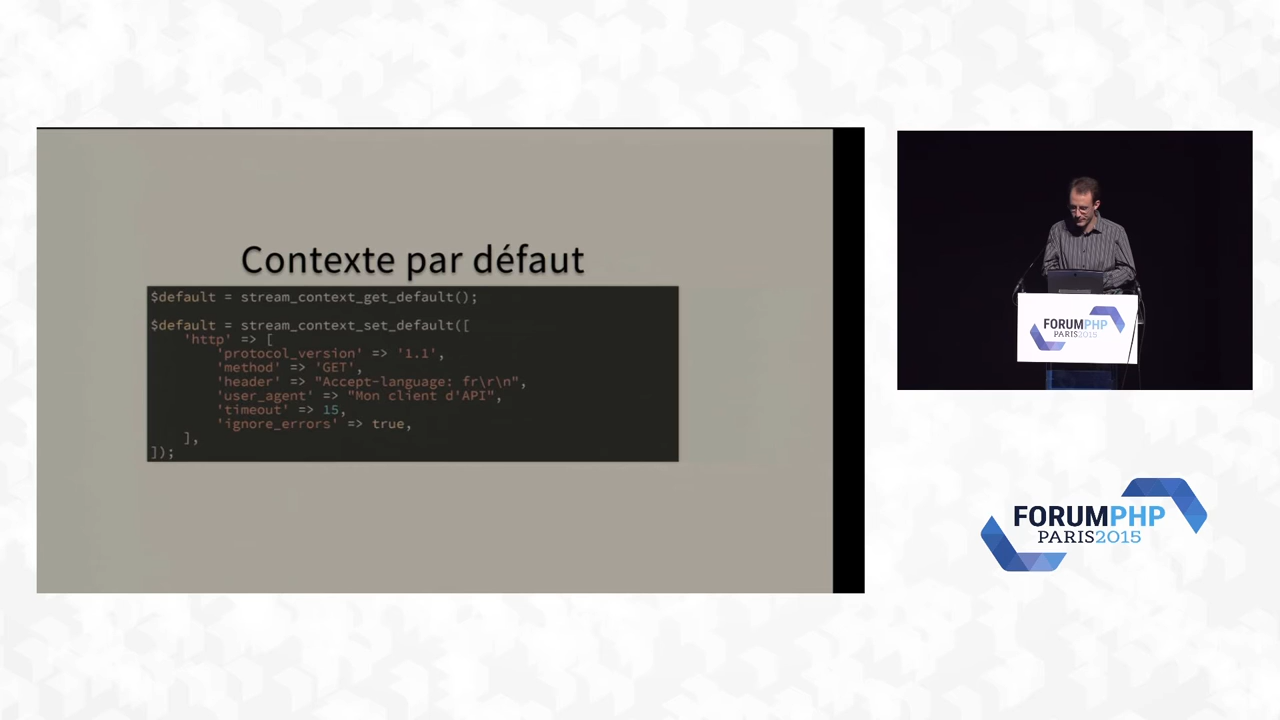 Contexte par défaut
$default = stream_context_get_default();
$default = stream_context_set_default([
'http' => [
'protocol_version' => '1.1',
'method' => 'GET',
'header' => "Accept-language: fr\r\n",
'user_agent' => "Mon client d'API",
'timeout' => 15,
'ignore_errors' => true,
],
]);
FORUMPHP
PARIS2015
FORUMPHP
PARIS2015